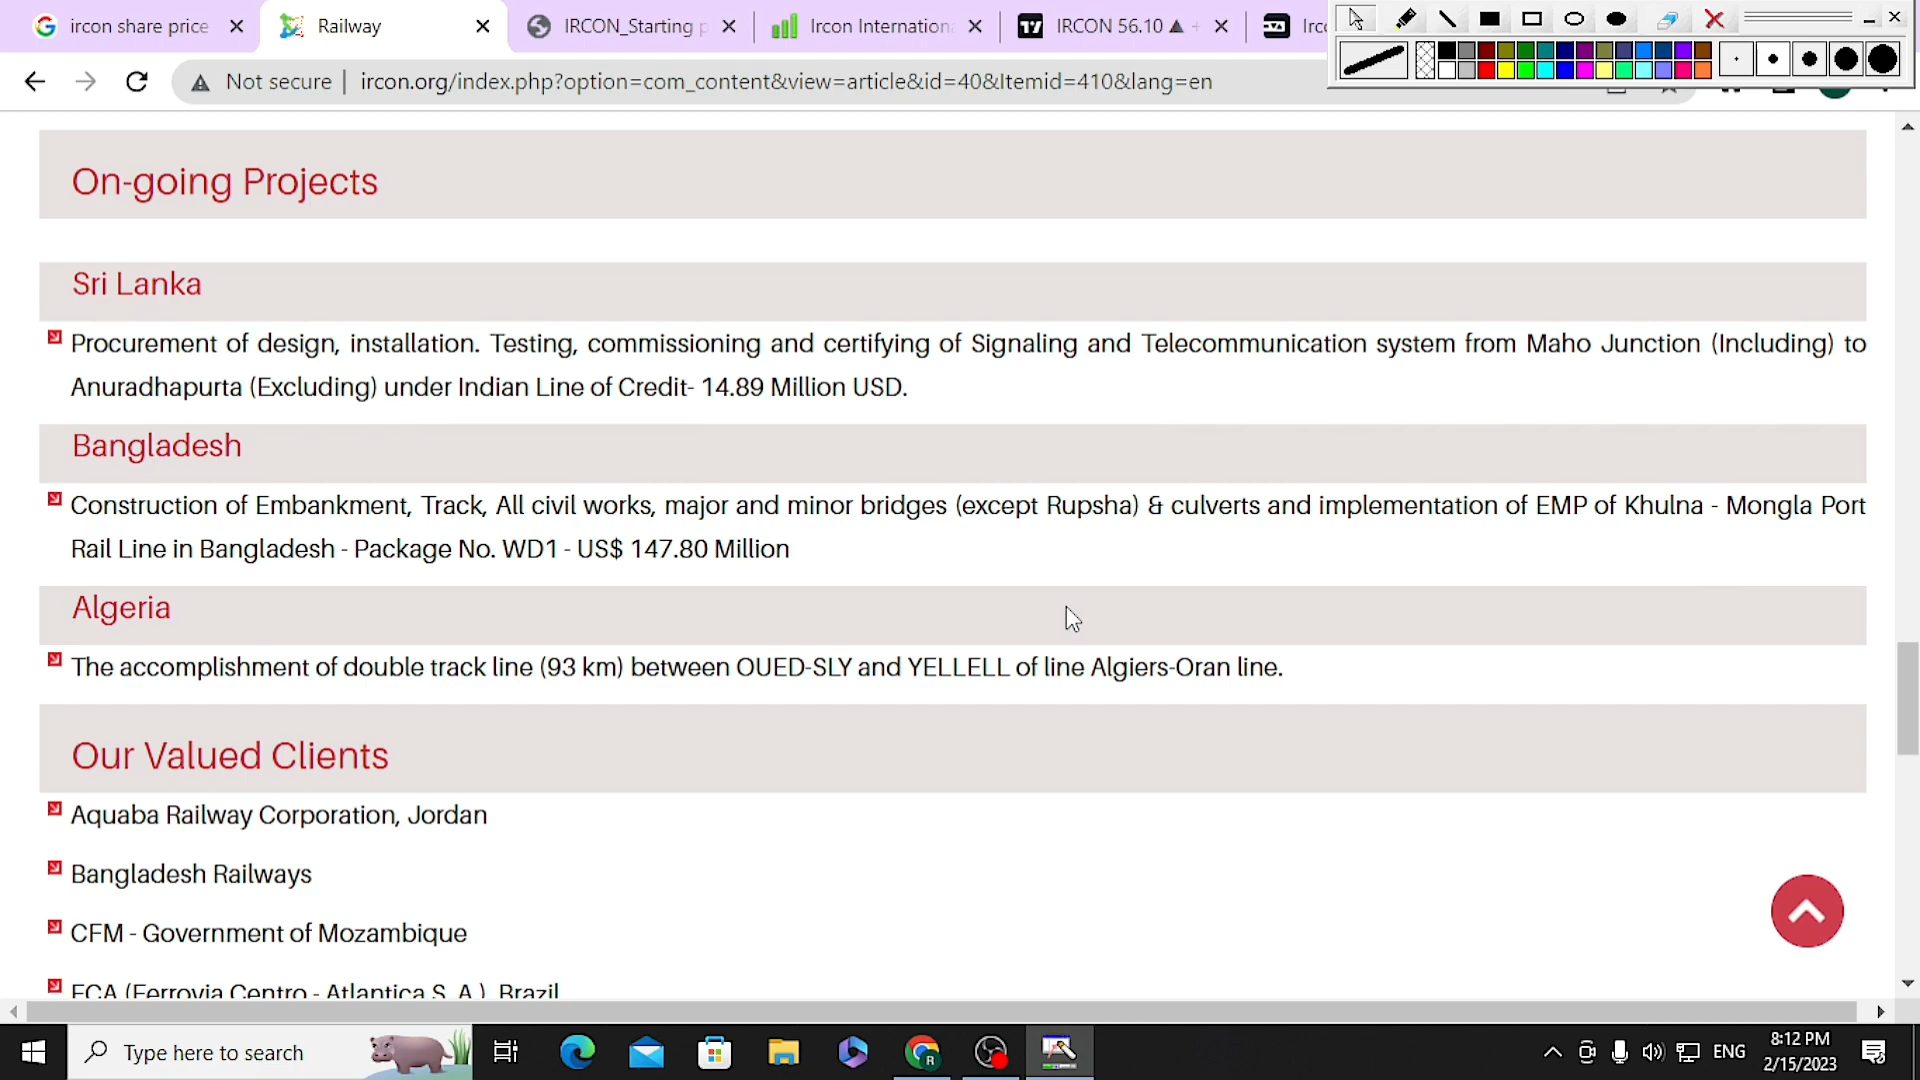 ircon share price
Railway
IRCON_Starting p
Ircon Internationa
IRCON 56.10 ▲ +
Irc
Not secure | ircon.org/index.php?option=com_content&view=article&id=40&Itemid=410&lang=en
On-going Projects
Sri Lanka
Procurement of design, installation. Testing, commissioning and certifying of Signaling and Telecommunication system from Maho Junction (Including) to
Anuradhapurta (Excluding) under Indian Line of Credit- 14.89 Million USD.
Bangladesh
Construction of Embankment, Track, All civil works, major and minor bridges (except Rupsha) & culverts and implementation of EMP of Khulna - Mongla Port
Rail Line in Bangladesh - Package No. WD1 - US$ 147.80 Million
Algeria
The accomplishment of double track line (93 km) between OUED-SLY and YELLELL of line Algiers-Oran line.
Our Valued Clients
Aquaba Railway Corporation, Jordan
Bangladesh Railways
CFM - Government of Mozambique
FCA (Ferrovia Centro - Atlantica S. A.), Brazil
Type here to search
ENG
8:12 PM
2/15/2023